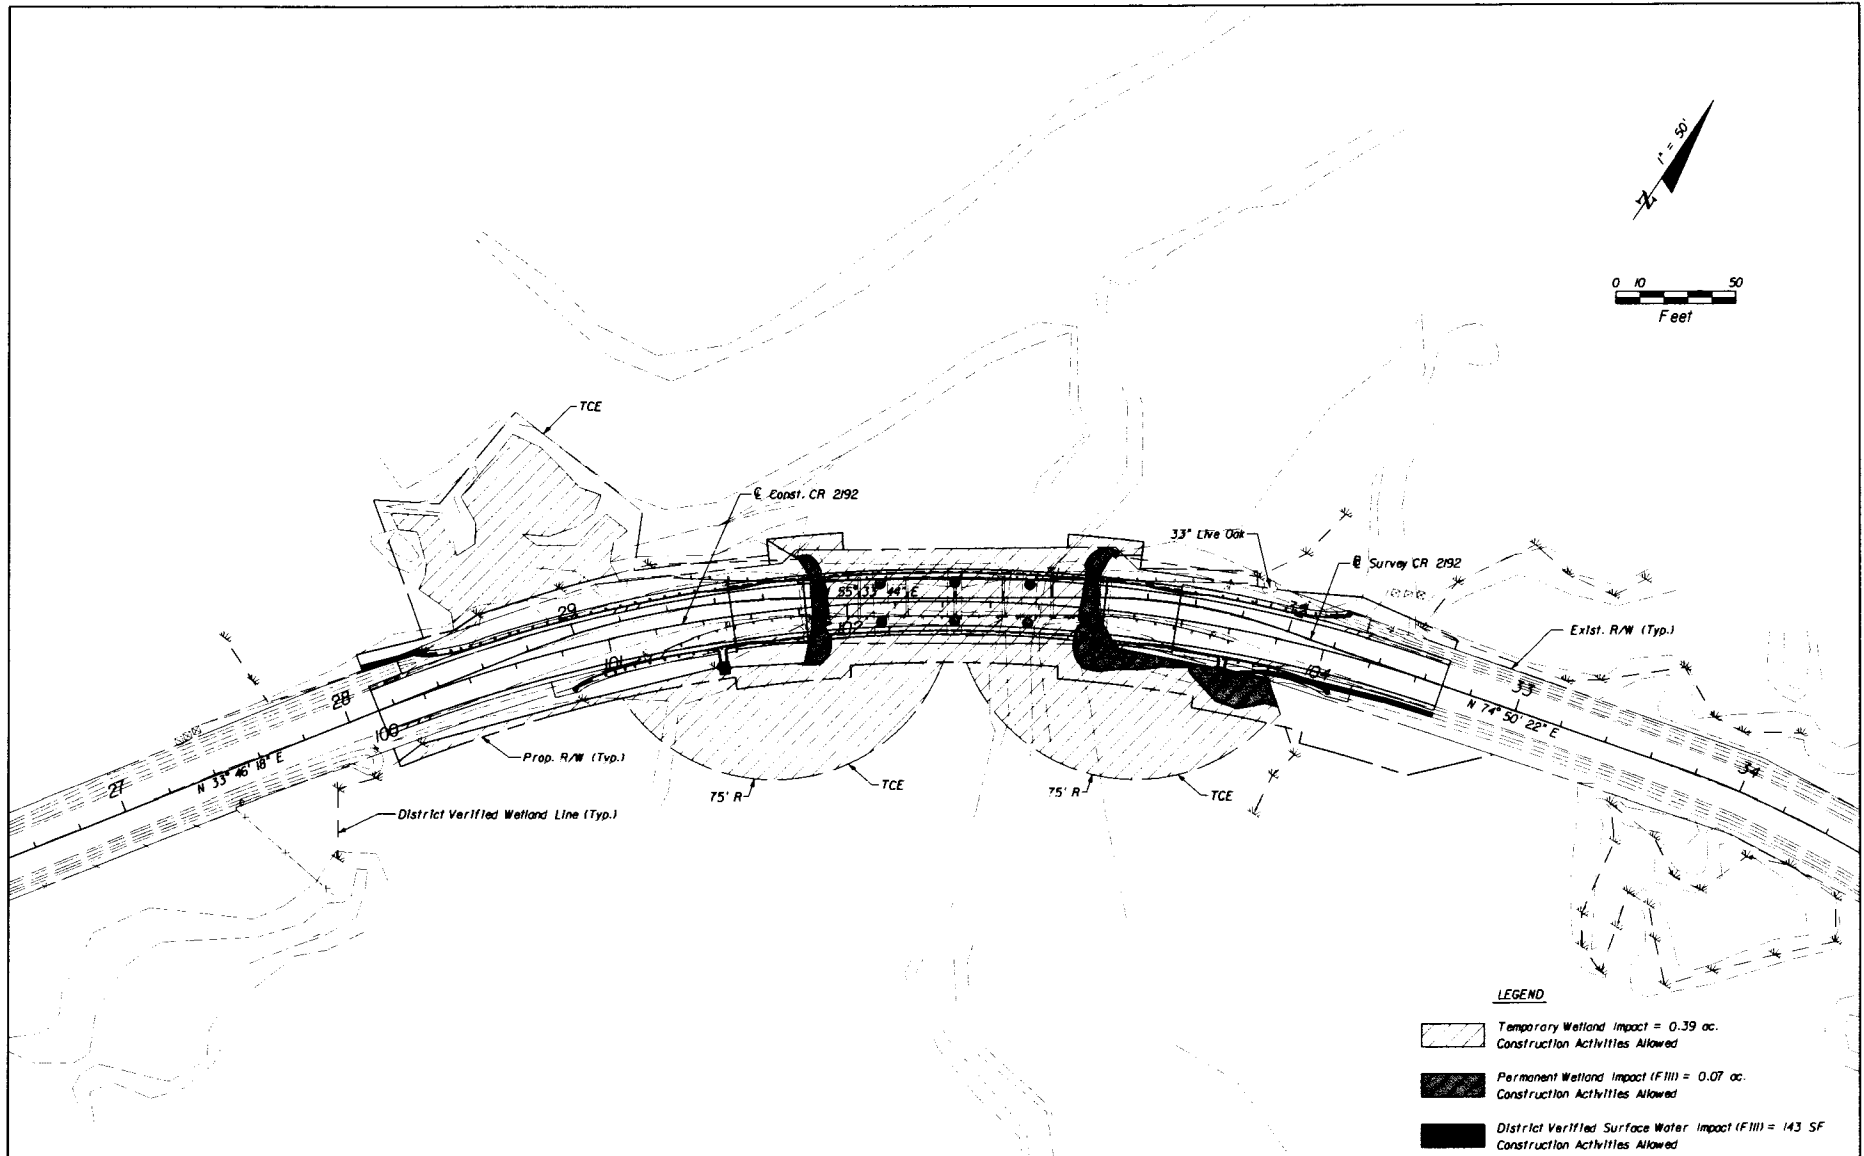 1" = 50'
N
0 10 50
Feet
TCE
℄ Const. CR 2192
33" Live Oak
℄ Survey CR 2192
Exist. R/W (Typ.)
S5° 33' 44" E
29
28
27
N 33° 46' 18" E
100
101
102
104
33
34
N 74° 50' 22" E
Prop. R/W (Typ.)
District Verified Wetland Line (Typ.)
75' R
TCE
75' R
TCE
LEGEND
Temporary Wetland Impact = 0.39 ac.
Construction Activities Allowed
Permanent Wetland Impact (Fill) = 0.07 ac.
Construction Activities Allowed
District Verified Surface Water Impact (Fill) = 143 SF
Construction Activities Allowed